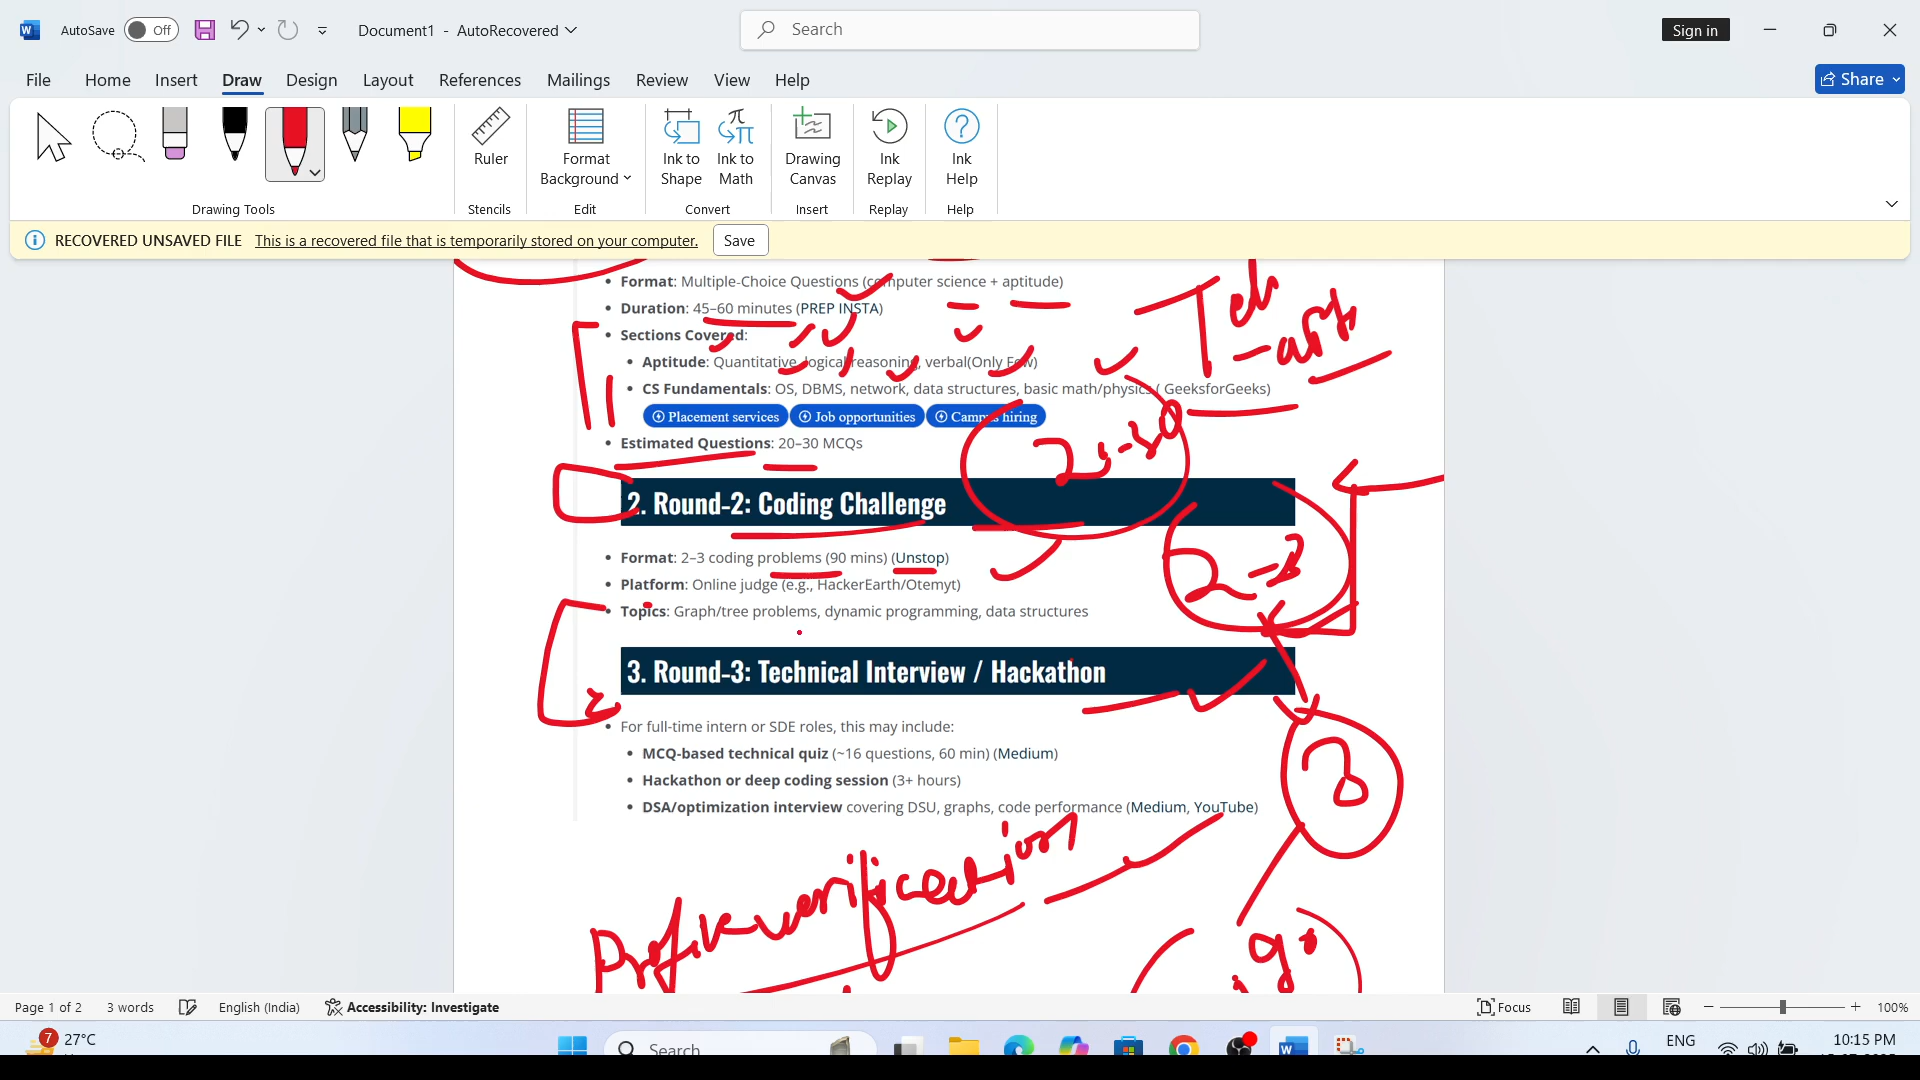 AutoSave Off Document1 - AutoRecovered Search Sign in
File Home Insert Draw Design Layout References Mailings Review View Help Share
Ruler Format Background Ink to Shape Ink to Math Drawing Canvas Ink Replay Ink Help
Drawing Tools Stencils Edit Convert Insert Replay Help
RECOVERED UNSAVED FILE This is a recovered file that is temporarily stored on your computer. Save
Format: Multiple-Choice Questions (computer science + aptitude)
Duration: 45–60 minutes (PREP INSTA)
Sections Covered:
Aptitude: Quantitative, logical reasoning, verbal(Only Few)
CS Fundamentals: OS, DBMS, network, data structures, basic math/physics ( GeeksforGeeks)
Placement services Job opportunities Campus hiring
Estimated Questions: 20–30 MCQs
2. Round-2: Coding Challenge
2-3
Format: 2–3 coding problems (90 mins) (Unstop)
Platform: Online judge (e.g., HackerEarth/Otemyt)
Topics: Graph/tree problems, dynamic programming, data structures
3. Round-3: Technical Interview / Hackathon
For full-time intern or SDE roles, this may include:
MCQ-based technical quiz (~16 questions, 60 min) (Medium)
3
Hackathon or deep coding session (3+ hours)
DSA/optimization interview covering DSU, graphs, code performance (Medium, YouTube)
Profile verification
Page 1 of 2 3 words English (India) Accessibility: Investigate Focus 100%
7 27°C Search ENG 10:15 PM